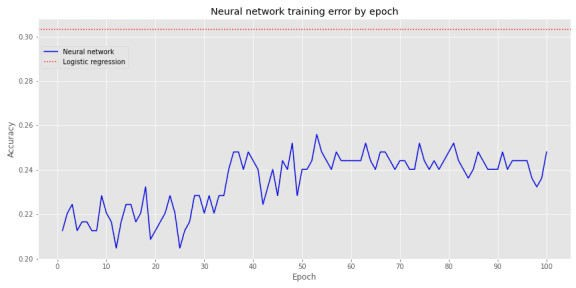 Neural network training error by epoch
Neural network
Logistic regression
Accuracy
0.30
0.28
0.26
0.24
0.22
0.20
0 10 20 30 40 50 60 70 80 90 100
Epoch